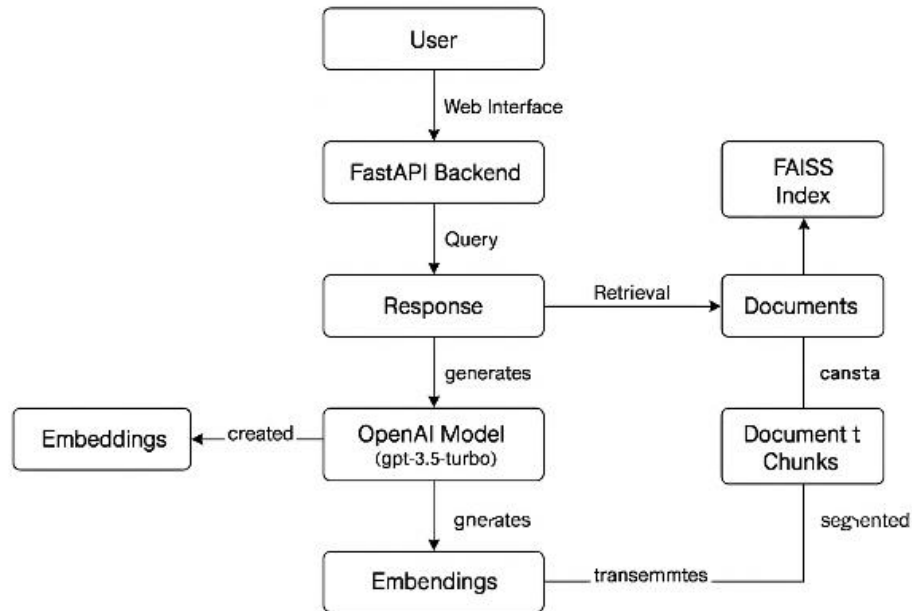 User
Web Interface
FastAPI Backend
FAISS
Index
Query
Response
Retrieval
Documents
generates
cansta
Embeddings
created
OpenAI Model
(gpt-3.5-turbo)
Document t
Chunks
gnerates
segnented
Embendings
transemmtes